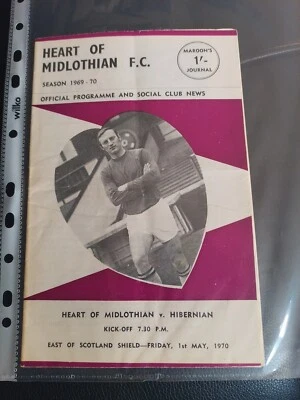 HEART OF
MIDLOTHIAN F.C.
SEASON 1969-70
MAROON'S
1/-
JOURNAL
OFFICIAL PROGRAMME AND SOCIAL CLUB NEWS
wilko
HEART OF MIDLOTHIAN v. HIBERNIAN
KICK-OFF 7.30 P.M.
EAST OF SCOTLAND SHIELD—FRIDAY, 1st MAY, 1970